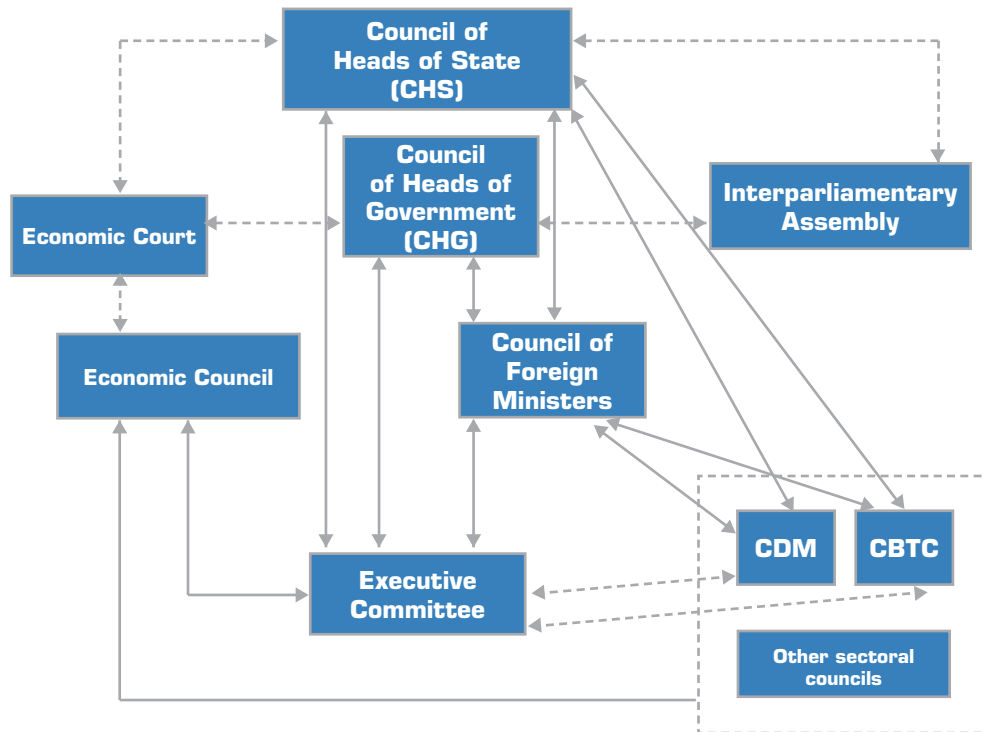 Council of
Heads of State
(CHS)
Council
of Heads of
Government
(CHG)
Interparliamentary
Assembly
Economic Court
Economic Council
Council of
Foreign
Ministers
CDM
CBTC
Executive
Committee
Other sectoral
councils